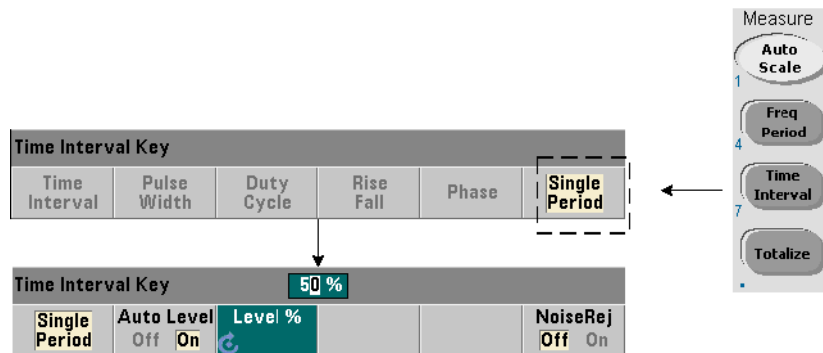 Measure
Auto
Scale
1
Freq
Period
4
Time
Interval
7
Totalize
.
Time Interval Key
Time
Interval
Pulse
Width
Duty
Cycle
Rise
Fall
Phase
Single
Period
Time Interval Key
50 %
Single
Period
Auto Level
Off On
Level %
NoiseRej
Off On